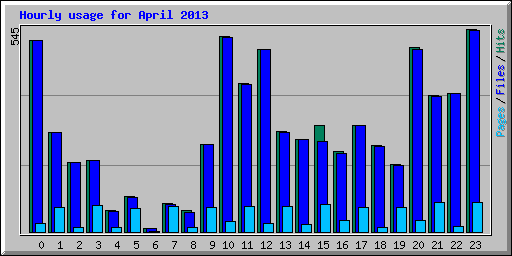 Hourly usage for April 2013
545
Pages/Files/Hits
0 1 2 3 4 5 6 7 8 9 10 11 12 13 14 15 16 17 18 19 20 21 22 23